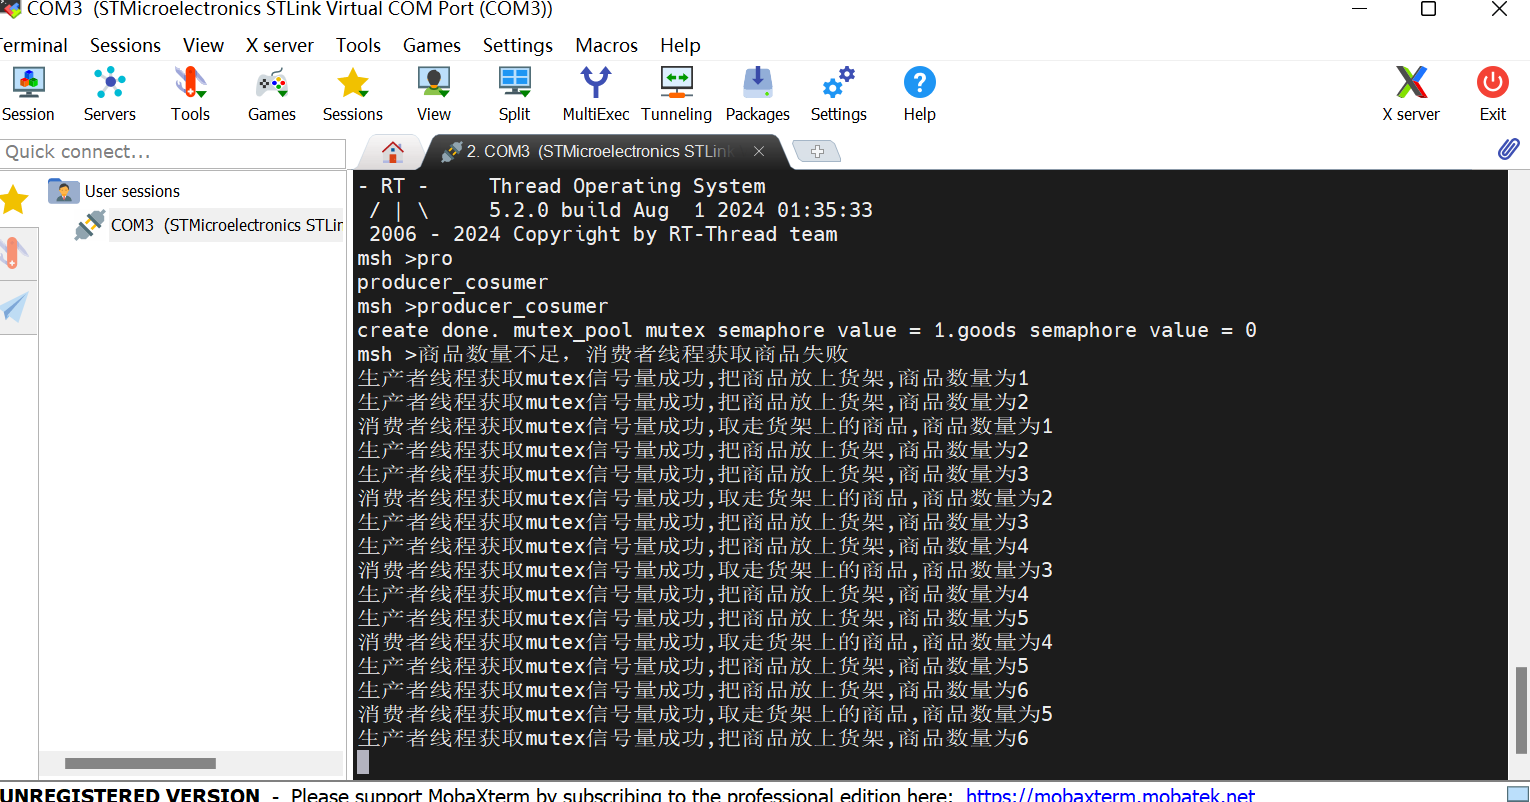 COM3  (STMicroelectronics STLink Virtual COM Port (COM3))
Terminal  Sessions  View  X server  Tools  Games  Settings  Macros  Help
Session  Servers  Tools  Games  Sessions  View  Split  MultiExec  Tunneling  Packages  Settings  Help  X server  Exit
Quick connect...
2. COM3  (STMicroelectronics STLink
User sessions
COM3  (STMicroelectronics STLin
- RT -     Thread Operating System
 / | \     5.2.0 build Aug  1 2024 01:35:33
 2006 - 2024 Copyright by RT-Thread team
msh >pro
producer_cosumer
msh >producer_cosumer
create done. mutex_pool mutex semaphore value = 1.goods semaphore value = 0
msh >商品数量不足，消费者线程获取商品失败
生产者线程获取mutex信号量成功,把商品放上货架,商品数量为1
生产者线程获取mutex信号量成功,把商品放上货架,商品数量为2
消费者线程获取mutex信号量成功,取走货架上的商品,商品数量为1
生产者线程获取mutex信号量成功,把商品放上货架,商品数量为2
生产者线程获取mutex信号量成功,把商品放上货架,商品数量为3
消费者线程获取mutex信号量成功,取走货架上的商品,商品数量为2
生产者线程获取mutex信号量成功,把商品放上货架,商品数量为3
生产者线程获取mutex信号量成功,把商品放上货架,商品数量为4
消费者线程获取mutex信号量成功,取走货架上的商品,商品数量为3
生产者线程获取mutex信号量成功,把商品放上货架,商品数量为4
生产者线程获取mutex信号量成功,把商品放上货架,商品数量为5
消费者线程获取mutex信号量成功,取走货架上的商品,商品数量为4
生产者线程获取mutex信号量成功,把商品放上货架,商品数量为5
生产者线程获取mutex信号量成功,把商品放上货架,商品数量为6
消费者线程获取mutex信号量成功,取走货架上的商品,商品数量为5
生产者线程获取mutex信号量成功,把商品放上货架,商品数量为6
UNREGISTERED VERSION  -  Please support MobaXterm by subscribing to the professional edition here:  https://mobaxterm.mobatek.net